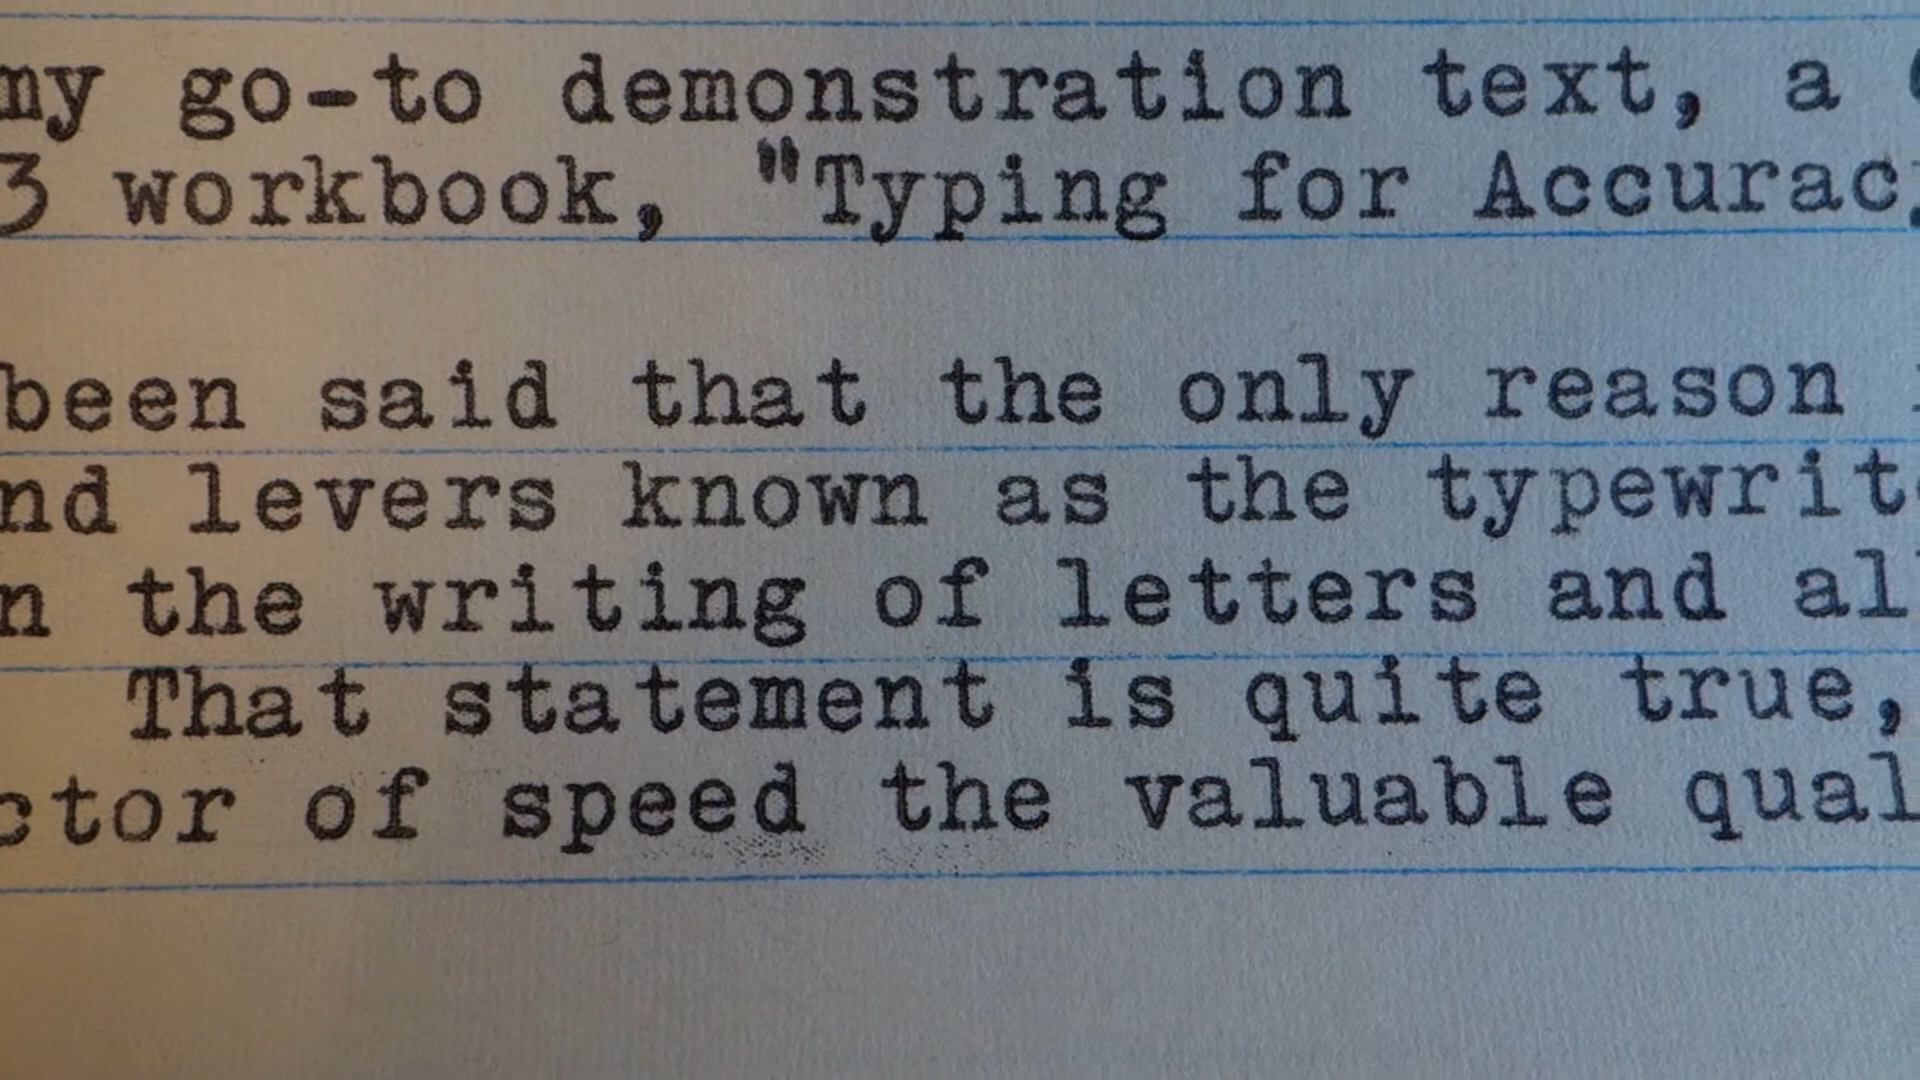 my go-to demonstration text, a
3 workbook, "Typing for Accurac
been said that the only reason
nd levers known as the typewrit
n the writing of letters and al
That statement is quite true,
ctor of speed the valuable qual